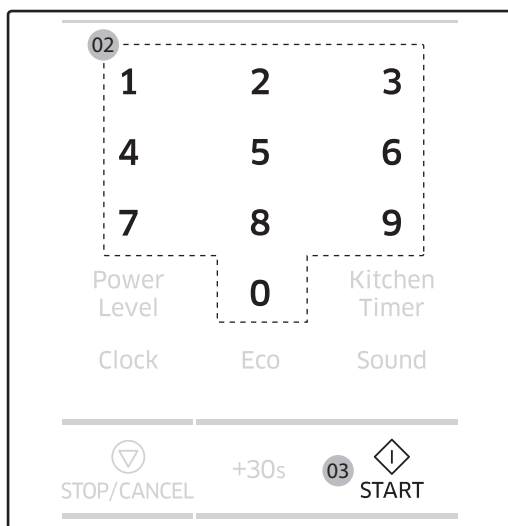 02
1 2 3
4 5 6
7 8 9
Power Level 0 Kitchen Timer
Clock Eco Sound
STOP/CANCEL +30s 03 START